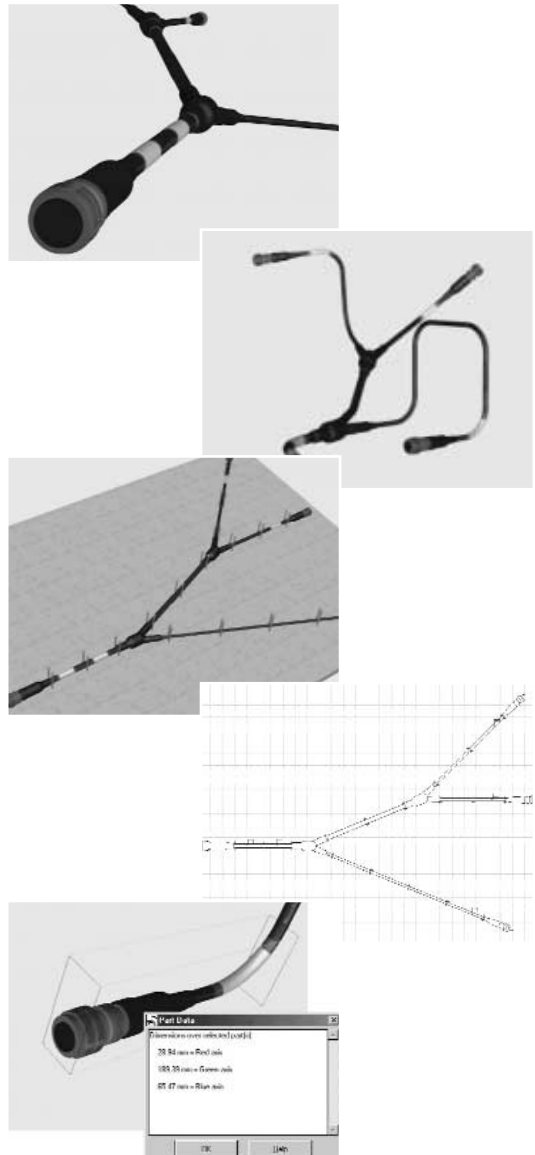 Part Data
Dimensions over selected part(s)
28.94 mm = Red axis
189.39 mm = Green axis
65.47 mm = Blue axis
OK
Help